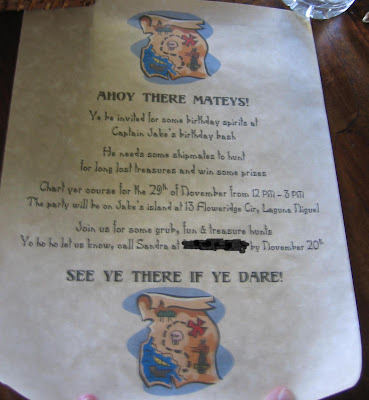 AHOY THERE MATEYS!
Ye be invited for some birthday spirits at
Captain Jake's birthday bash
He needs some shipmates to hunt
for long lost treasures and win some prizes
Chart yer course for the 29th of November from 12 PM - 3 PM
The party will be on Jake's island at 13 Floweridge Cir, Laguna Niguel
Join us for some grub, fun & treasure hunts
Yo ho ho let us know, call Sandra at by November 20th
SEE YE THERE IF YE DARE!